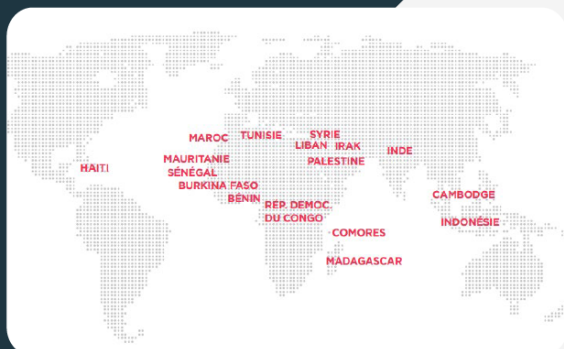 MAROC
TUNISIE
SYRIE
LIBAN
IRAK
PALESTINE
INDE
HAITI
MAURITANIE
SÉNÉGAL
BURKINA FASO
BÉNIN
RÉP. DÉMOC.
DU CONGO
CAMBODGE
INDONÉSIE
COMORES
MADAGASCAR